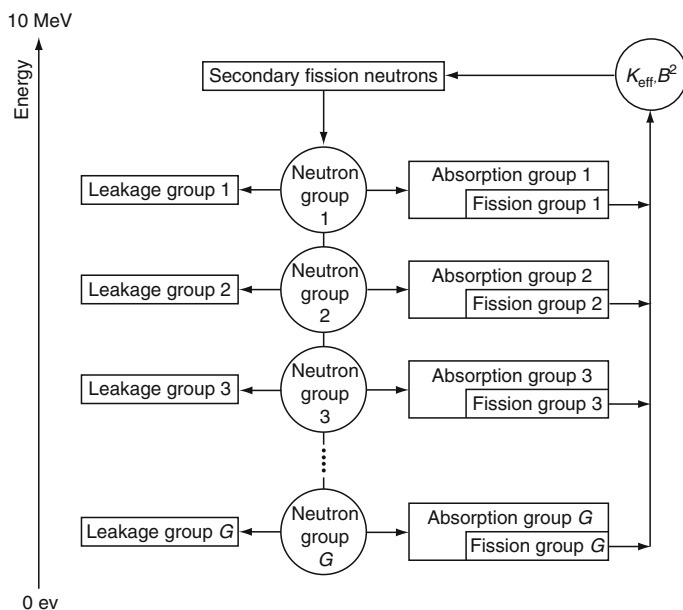 10 MeV
Energy
Secondary fission neutrons
K_eff, B²
Leakage group 1
Neutron
group
1
Absorption group 1
Fission group 1
Leakage group 2
Neutron
group
2
Absorption group 2
Fission group 2
Leakage group 3
Neutron
group
3
Absorption group 3
Fission group 3
Leakage group G
Neutron
group
G
Absorption group G
Fission group G
0 ev